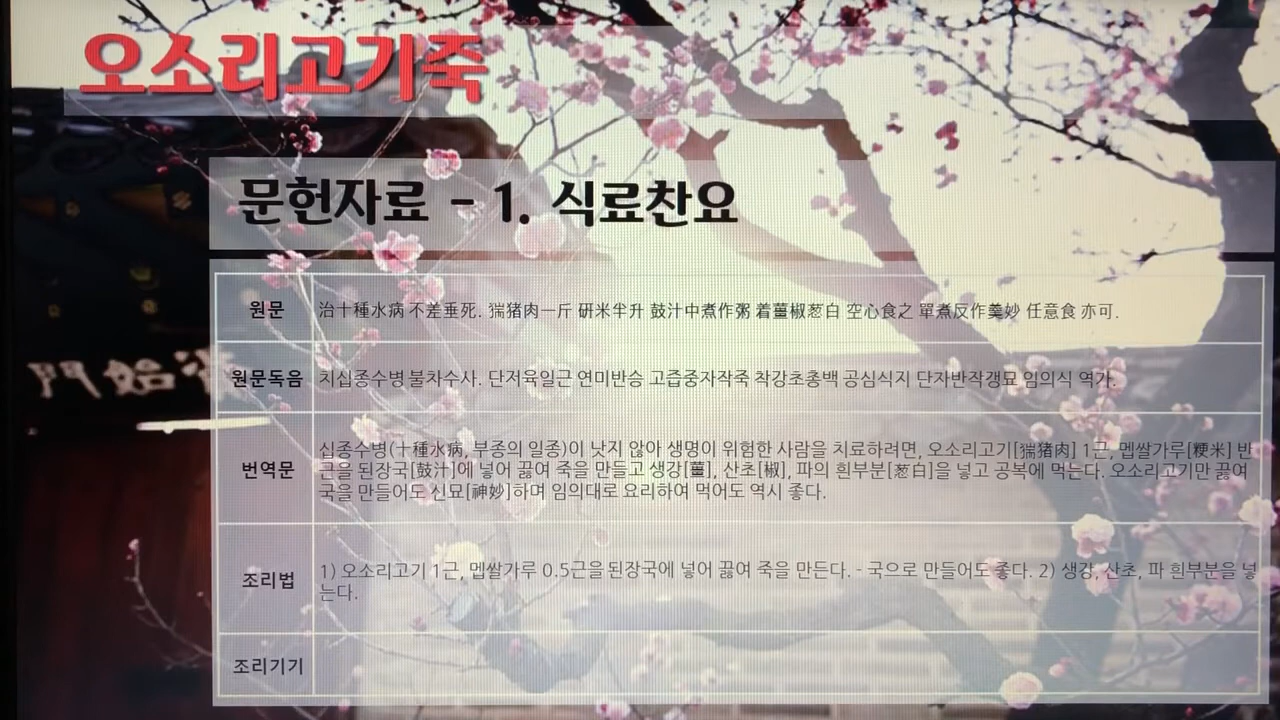 오소리고기죽
문헌자료 - 1. 식료찬요
원문
治十種水病 不差垂死. 猯猪肉一斤 硏米半升 鼓汁中煮作粥 着薑椒葱白 空心食之 單煮反作羹妙 任意食 亦可.
원문독음
치십종수병 불차수사. 단저육일근 연미반승 고즙중자작죽 착강초총백 공심식지 단자반작갱묘 임의식 역가.
번역문
십종수병(十種水病, 부종의 일종)이 낫지 않아 생명이 위험한 사람을 치료하려면, 오소리고기[猯猪肉] 1근, 멥쌀가루[粳米] 반
근을 된장국[鼓汁]에 넣어 끓여 죽을 만들고 생강[薑], 산초[椒], 파의 흰부분[葱白]을 넣고 공복에 먹는다. 오소리고기만 끓여
국을 만들어도 신묘[神妙]하며 임의대로 요리하여 먹어도 역시 좋다.
조리법
1) 오소리고기 1근, 멥쌀가루 0.5근을 된장국에 넣어 끓여 죽을 만든다. - 국으로 만들어도 좋다. 2) 생강, 산초, 파 흰부분을 넣
는다.
조리기기
門始